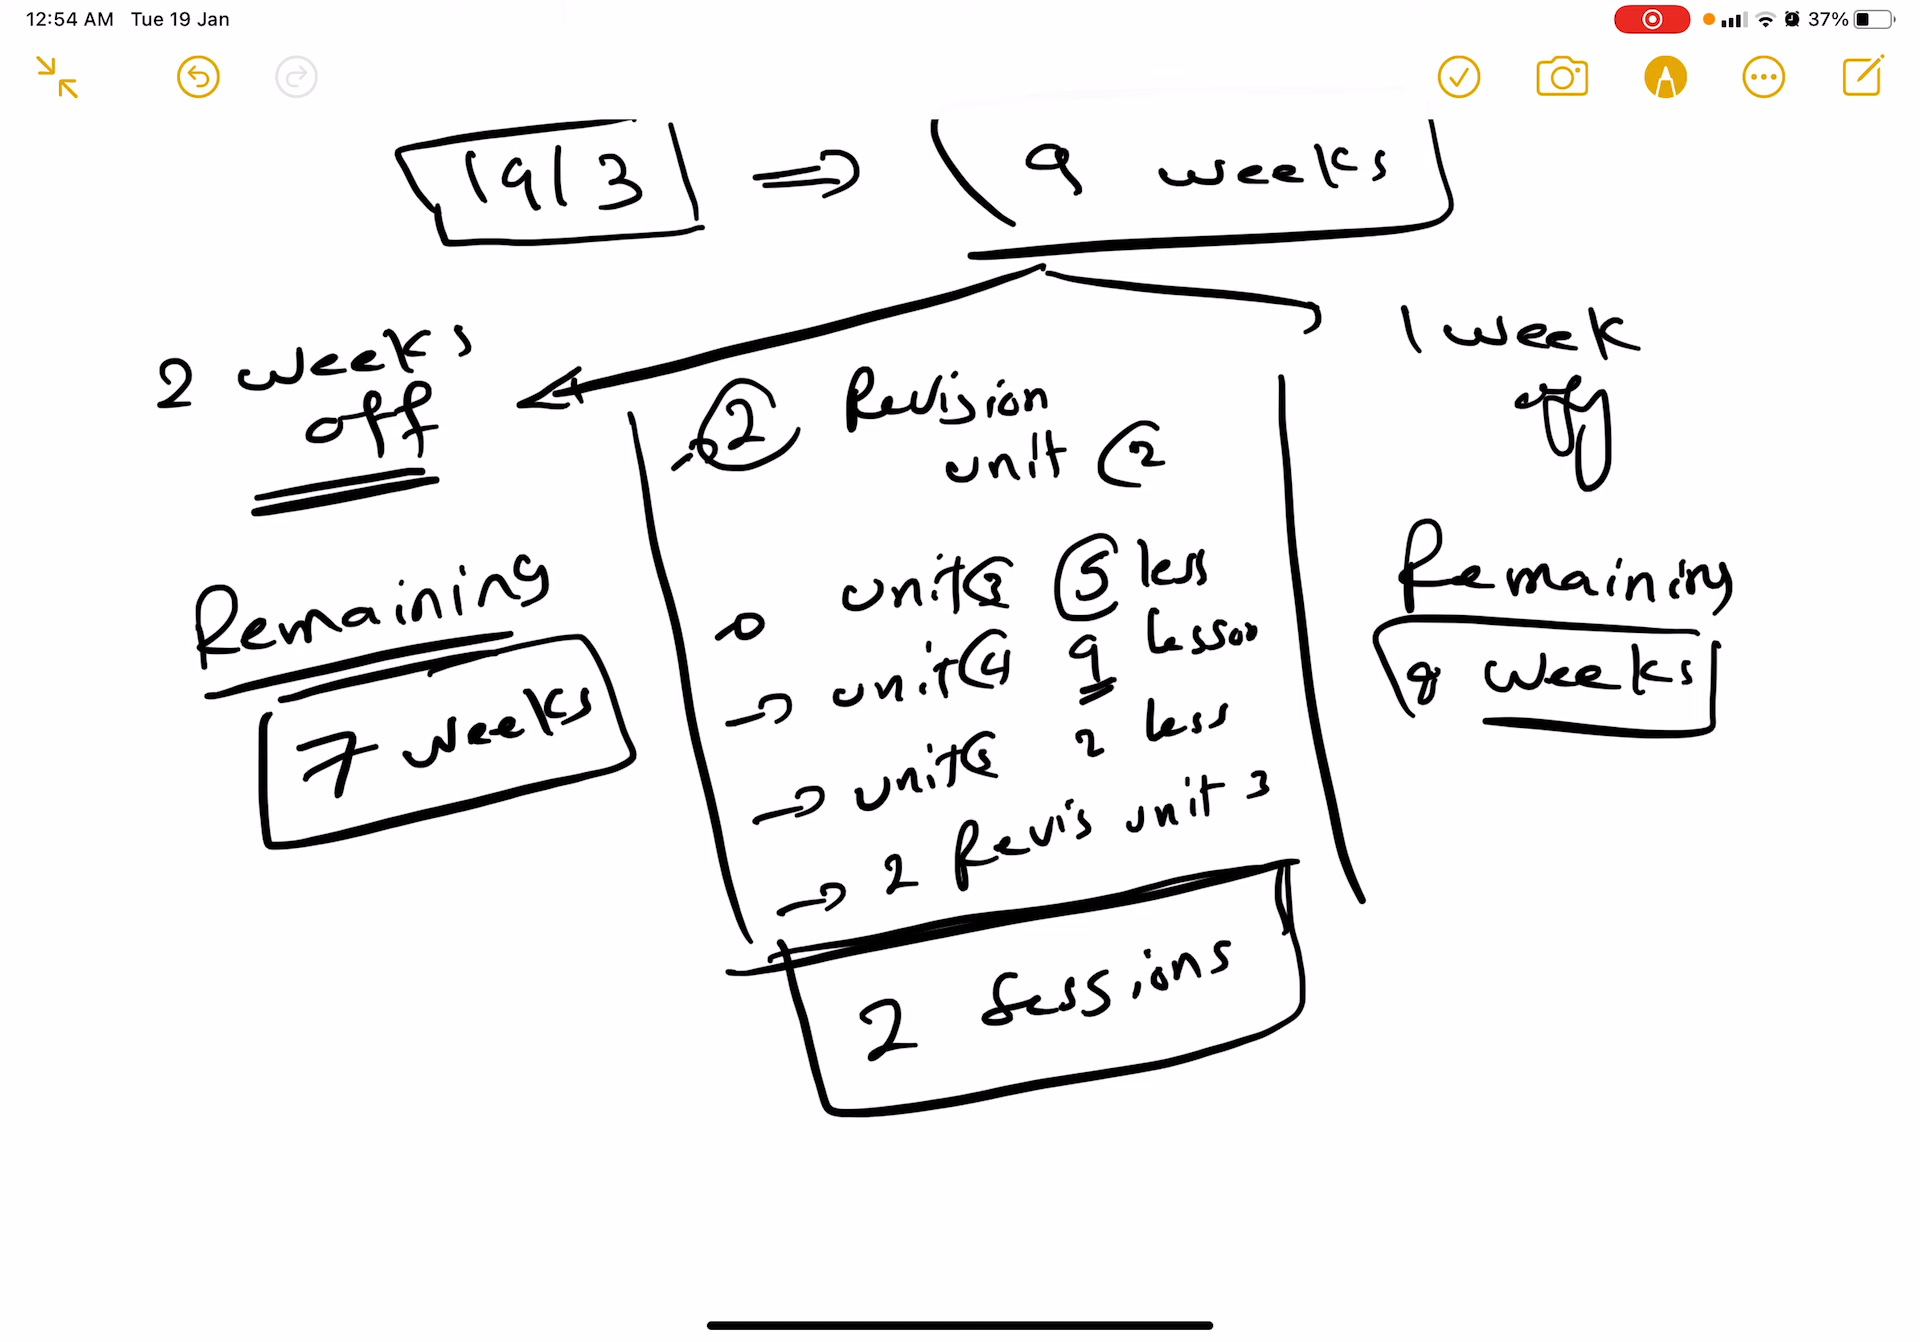 12:54 AM Tue 19 Jan
37%
19/3 ⇒ 9 weeks
2 weeks
off
Remaining
7 weeks
2 Revision
unit 2
unit 3 5 less
unit 4 9 lesson
unit 5 2 less
2 Revis unit 3
2 Sessions
1 week
off
Remaining
8 weeks